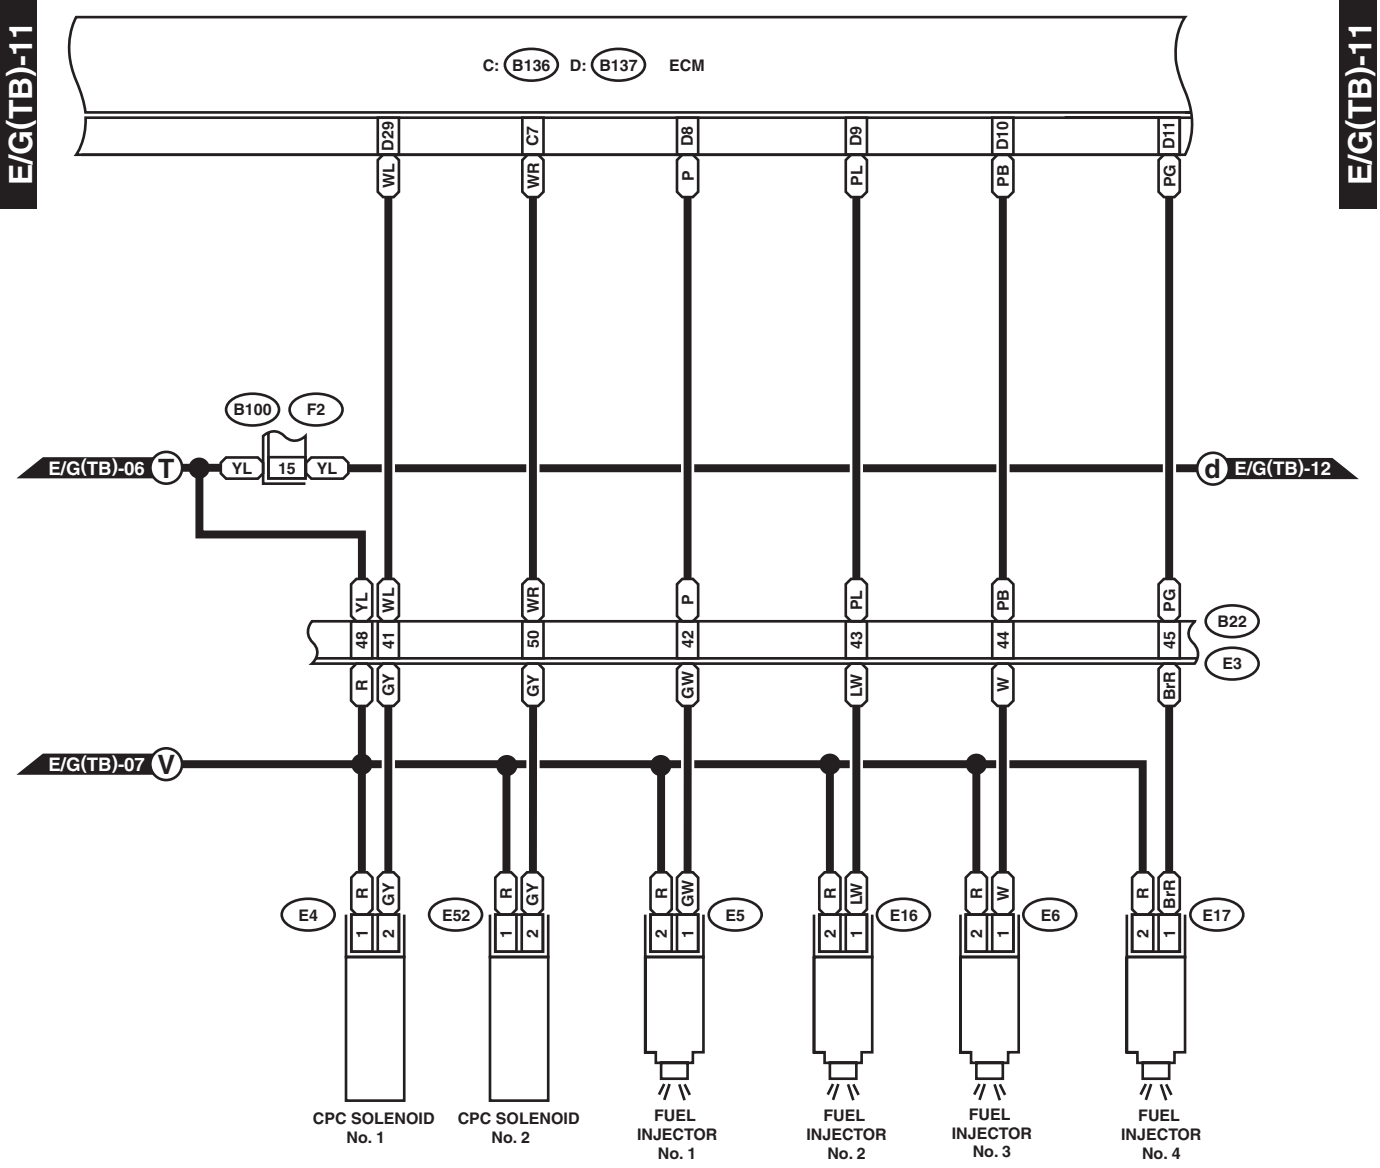 E/G(TB)-11
E/G(TB)-11
C: B136 D: B137 ECM
D29 C7 D8 D9 D10 D11
WL WR P PL PB PG
B100 F2
E/G(TB)-06 T YL 15 YL d E/G(TB)-12
YL WL WR P PL PB PG
B22
48 41 50 42 43 44 45
E3
R GY GY GW LW W BrR
E/G(TB)-07 V
R GY R GY R GW R LW R W R BrR
E4 E52 E5 E16 E6 E17
1 2 1 2 2 1 2 1 2 1 2 1
CPC SOLENOID
No. 1
CPC SOLENOID
No. 2
FUEL
INJECTOR
No. 1
FUEL
INJECTOR
No. 2
FUEL
INJECTOR
No. 3
FUEL
INJECTOR
No. 4